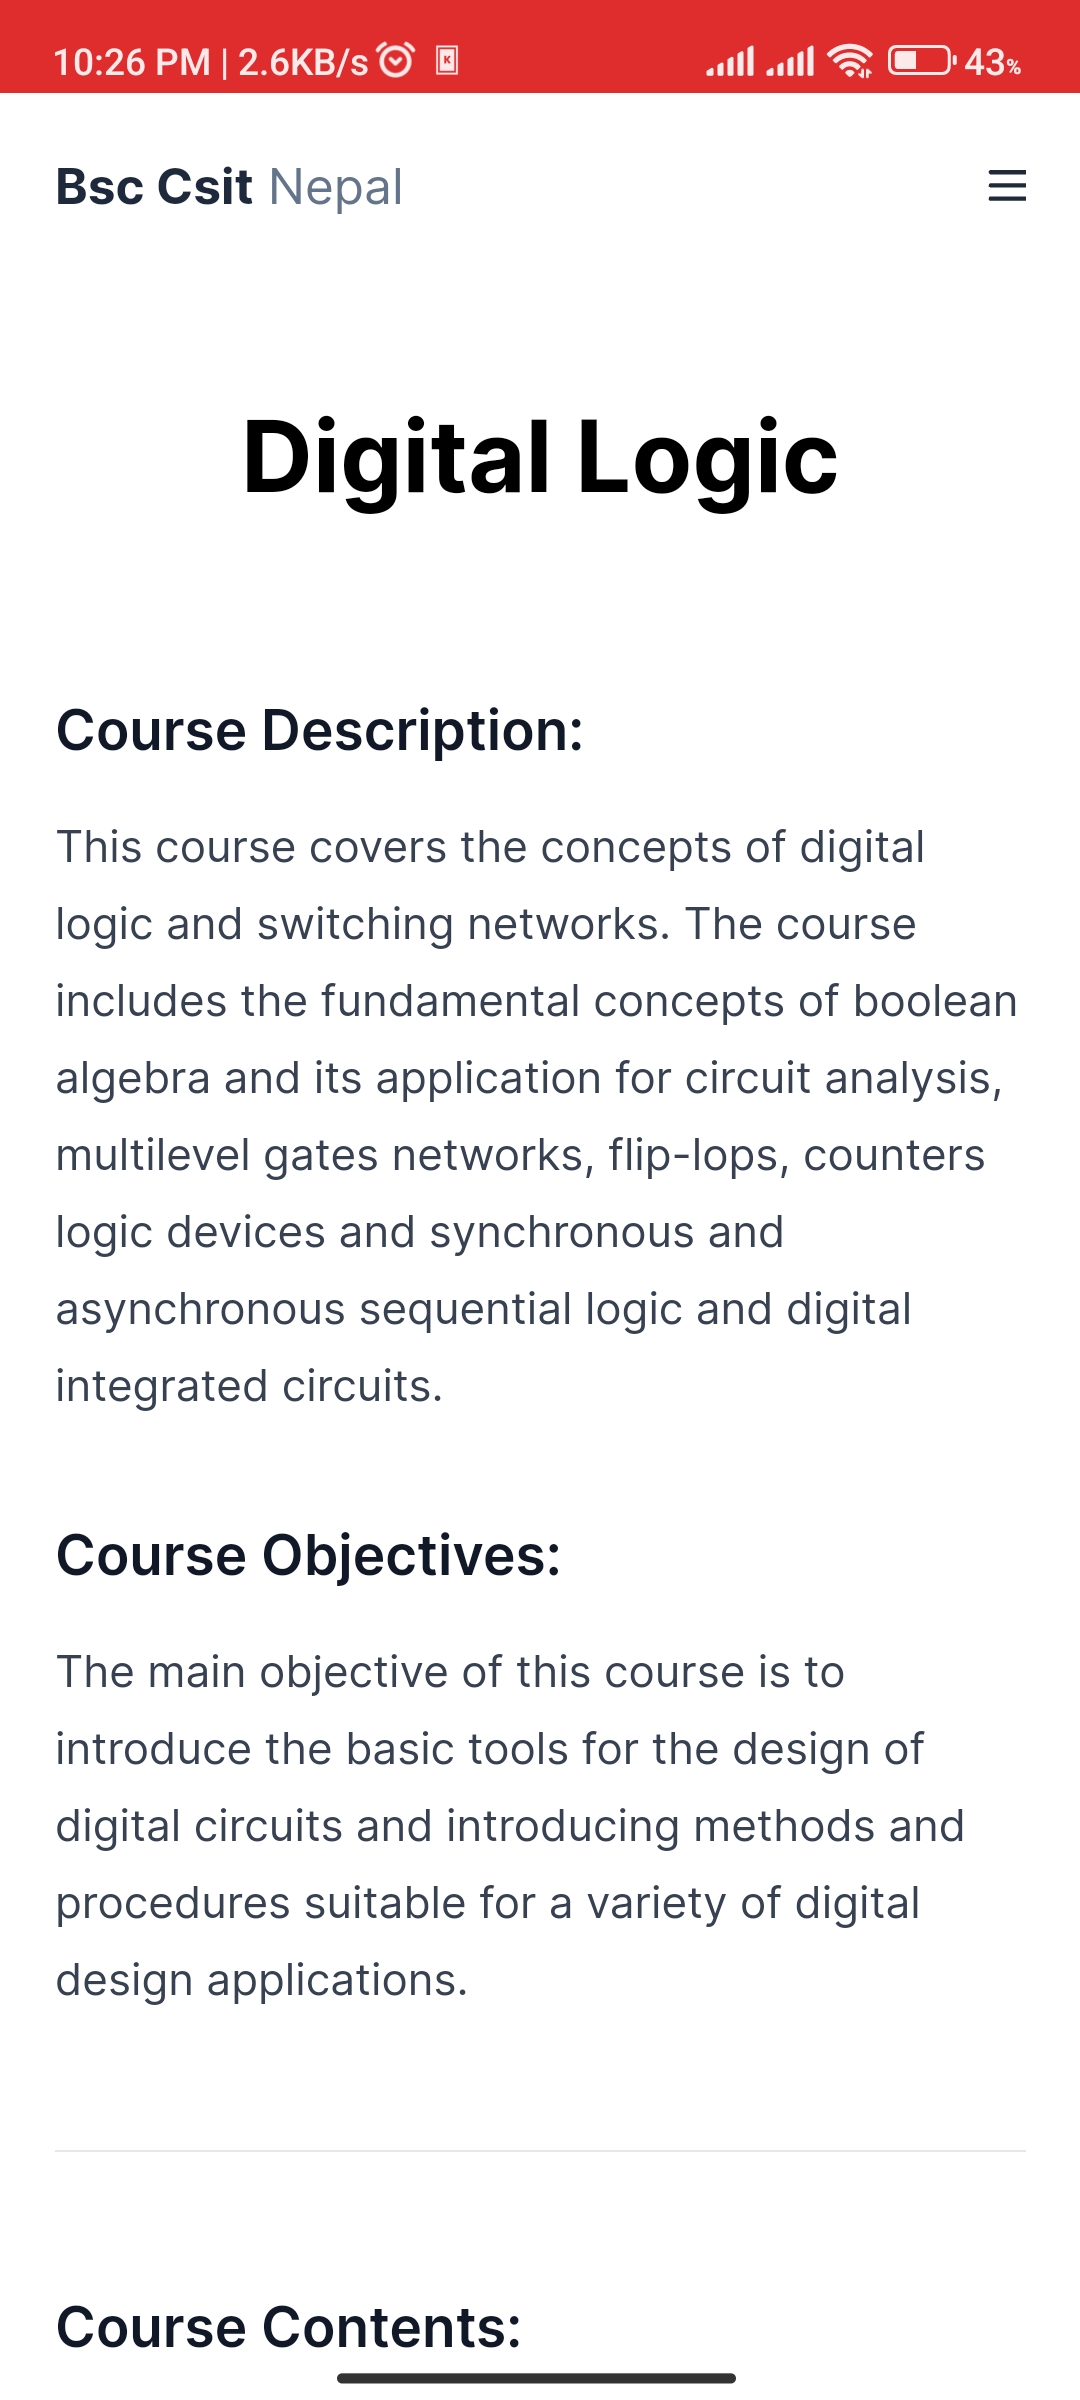 10:26 PM | 2.6KB/s K 43%
Bsc Csit Nepal
Digital Logic
Course Description:
This course covers the concepts of digital
logic and switching networks. The course
includes the fundamental concepts of boolean
algebra and its application for circuit analysis,
multilevel gates networks, flip-lops, counters
logic devices and synchronous and
asynchronous sequential logic and digital
integrated circuits.
Course Objectives:
The main objective of this course is to
introduce the basic tools for the design of
digital circuits and introducing methods and
procedures suitable for a variety of digital
design applications.
Course Contents: